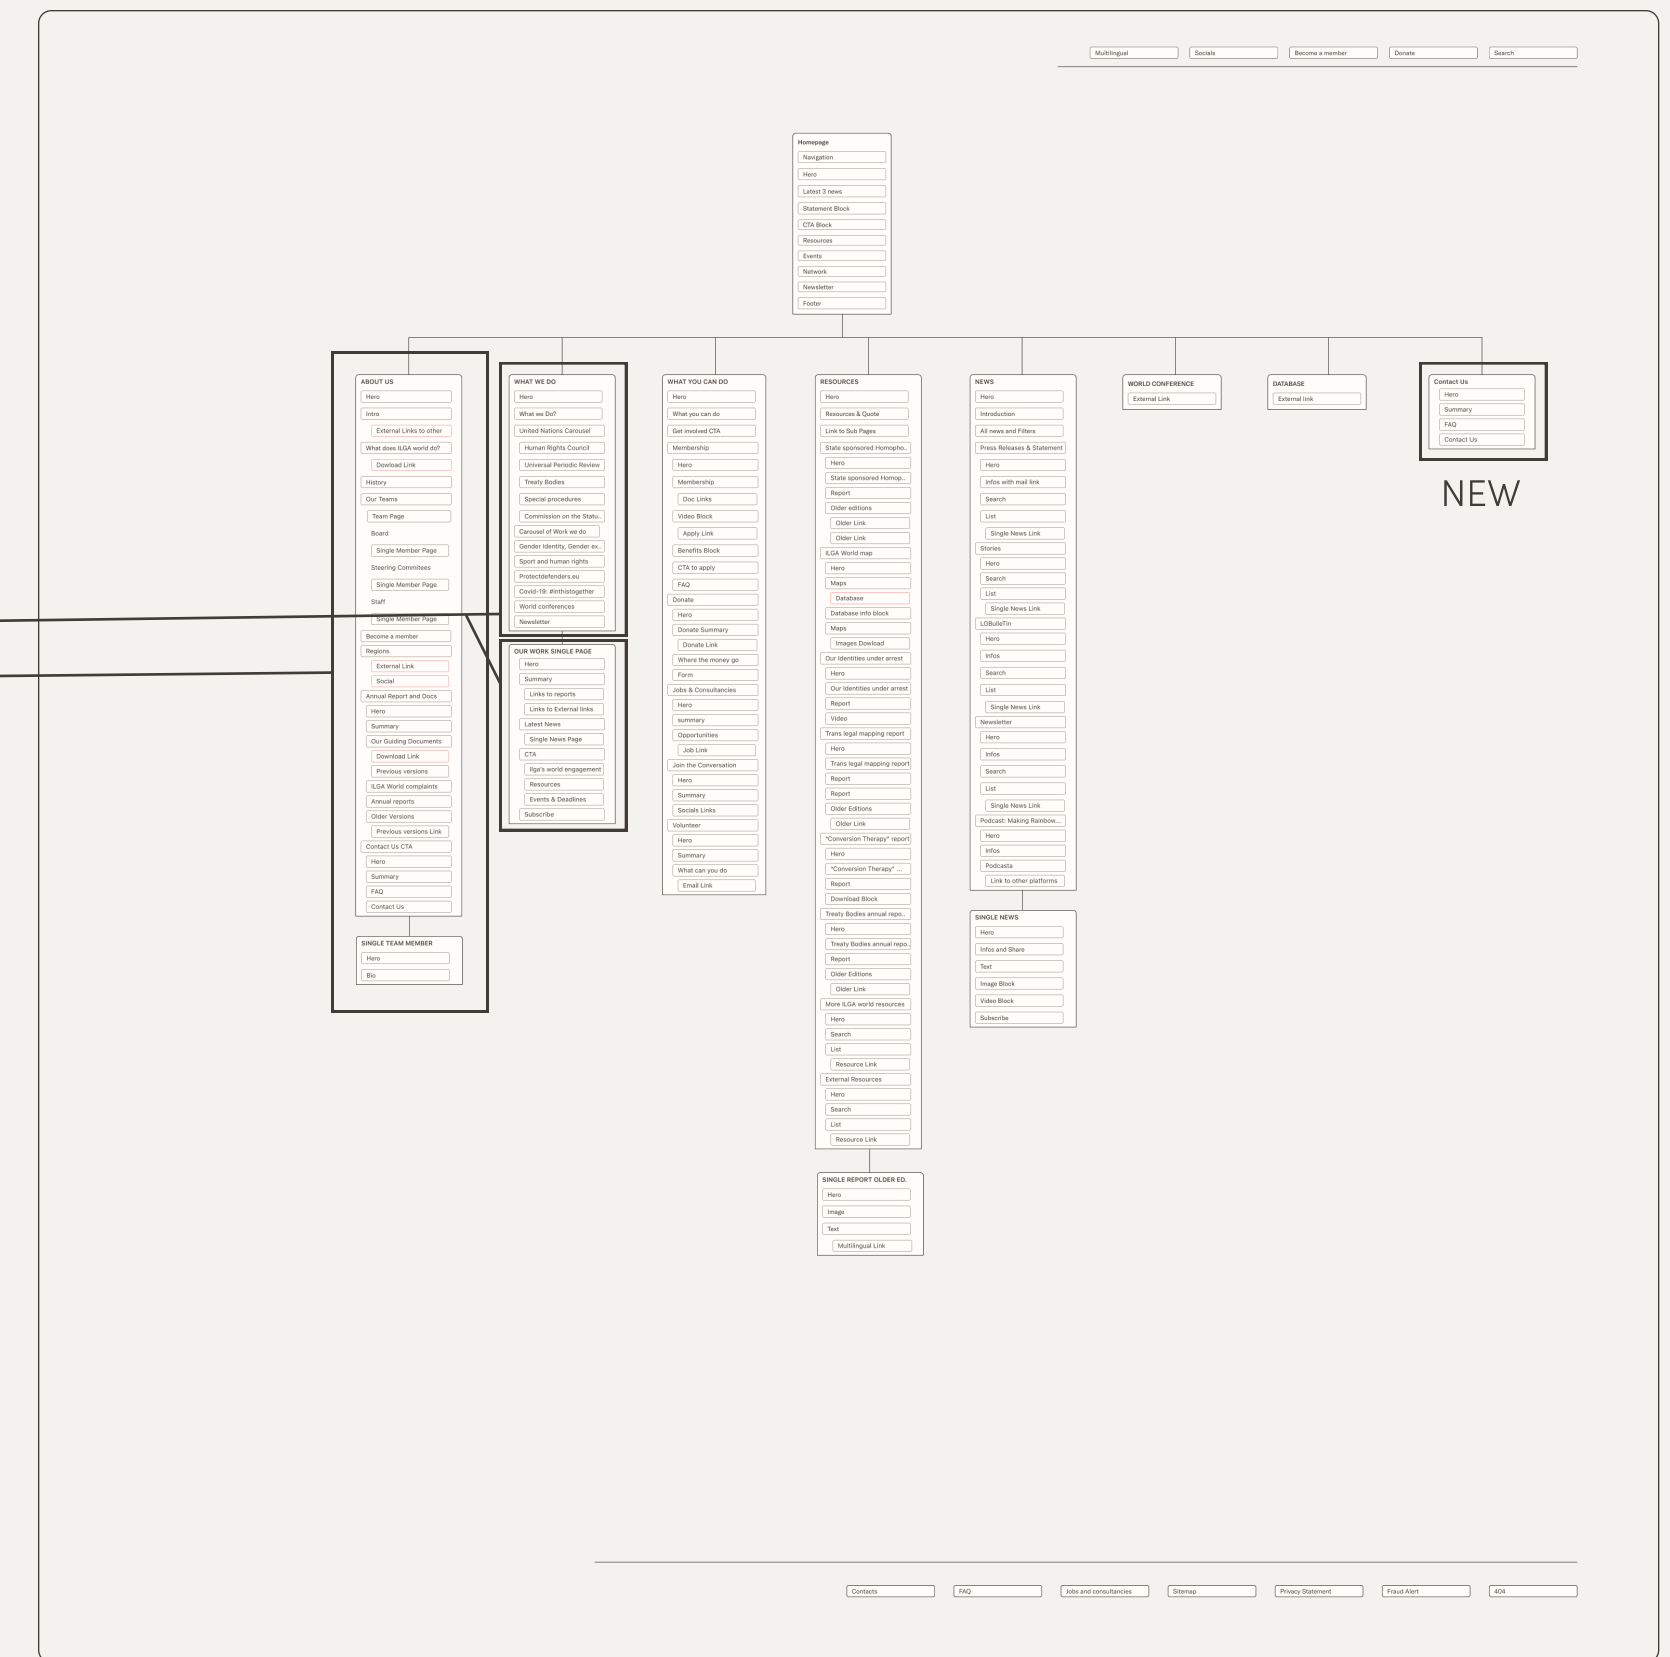 Multilingual
Socials
Become a member
Donate
Search
Homepage
Navigation
Hero
Latest 3 news
Statement Block
CTA Block
Resources
Events
Network
Newsletter
Footer
ABOUT US
Hero
Intro
External Links to other
What does ILGA world do?
Dowload Link
History
Our Teams
Team Page
Board
Single Member Page
Steering Commitees
Single Member Page
Staff
Single Member Page
Become a member
Regions
External Link
Social
Annual Report and Docs
Hero
Summary
Our Guiding Documents
Download Link
Previous versions
ILGA World complaints
Annual reports
Older Versions
Previous versions Link
Contact Us CTA
Hero
Summary
FAQ
Contact Us
SINGLE TEAM MEMBER
Hero
Bio
WHAT WE DO
Hero
What we Do?
United Nations Carousel
Human Rights Council
Universal Periodic Review
Treaty Bodies
Special procedures
Commission on the Statu..
Carousel of Work we do
Gender Identity, Gender ex..
Sport and human rights
Protectdefenders.eu
Covid-19: #inthistogether
World conferences
Newsletter
OUR WORK SINGLE PAGE
Hero
Summary
Links to reports
Links to External links
Latest News
Single News Page
CTA
Ilga's world engagement
Resources
Events & Deadlines
Subscribe
WHAT YOU CAN DO
Hero
What you can do
Get involved CTA
Membership
Hero
Membership
Doc Links
Video Block
Apply Link
Benefits Block
CTA to apply
FAQ
Donate
Hero
Donate Summary
Donate Link
Where the money go
Form
Jobs & Consultancies
Hero
summary
Opportunities
Job Link
Join the Conversation
Hero
Summary
Socials Links
Volunteer
Hero
Summary
What can you do
Email Link
RESOURCES
Hero
Resources & Quote
Link to Sub Pages
State sponsored Homopho..
Hero
State sponsored Homop..
Report
Older editions
Older Link
Older Link
ILGA World map
Hero
Maps
Database
Database info block
Maps
Images Dowload
Our Identities under arrest
Hero
Our Identities under arrest
Report
Video
Trans legal mapping report
Hero
Trans legal mapping report
Report
Report
Older Editions
Older Link
"Conversion Therapy" report
Hero
"Conversion Therapy" ...
Report
Download Block
Treaty Bodies annual repo..
Hero
Treaty Bodies annual repo..
Report
Older Editions
Older Link
More ILGA world resources
Hero
Search
List
Resource Link
External Resources
Hero
Search
List
Resource Link
SINGLE REPORT OLDER ED.
Hero
Image
Text
Multilingual Link
NEWS
Hero
Introduction
All news and Filters
Press Releases & Statement
Hero
Infos with mail link
Search
List
Single News Link
Stories
Hero
Search
List
Single News Link
LGBulleTin
Hero
Infos
Search
List
Single News Link
Newsletter
Hero
Infos
Search
List
Single News Link
Podcast: Making Rainbow...
Hero
Infos
Podcasta
Link to other platforms
SINGLE NEWS
Hero
Infos and Share
Text
Image Block
Video Block
Subscribe
WORLD CONFERENCE
External Link
DATABASE
External link
Contact Us
Hero
Summary
FAQ
Contact Us
NEW
Contacts
FAQ
Jobs and consultancies
Sitemap
Privacy Statement
Fraud Alert
404